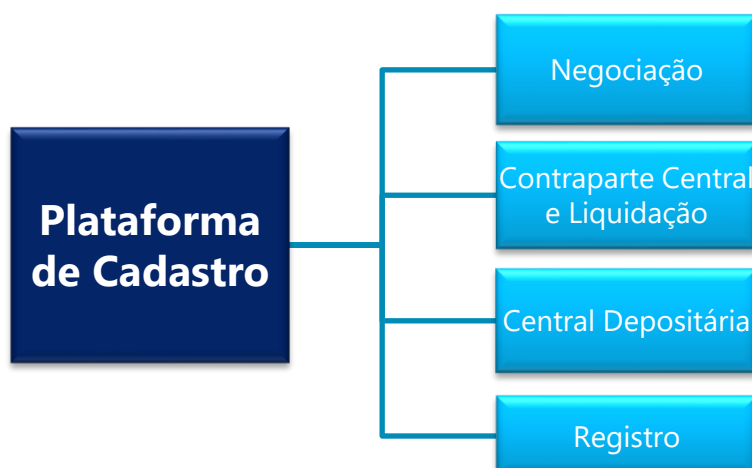 Plataforma
de Cadastro
Negociação
Contraparte Central
e Liquidação
Central Depositária
Registro